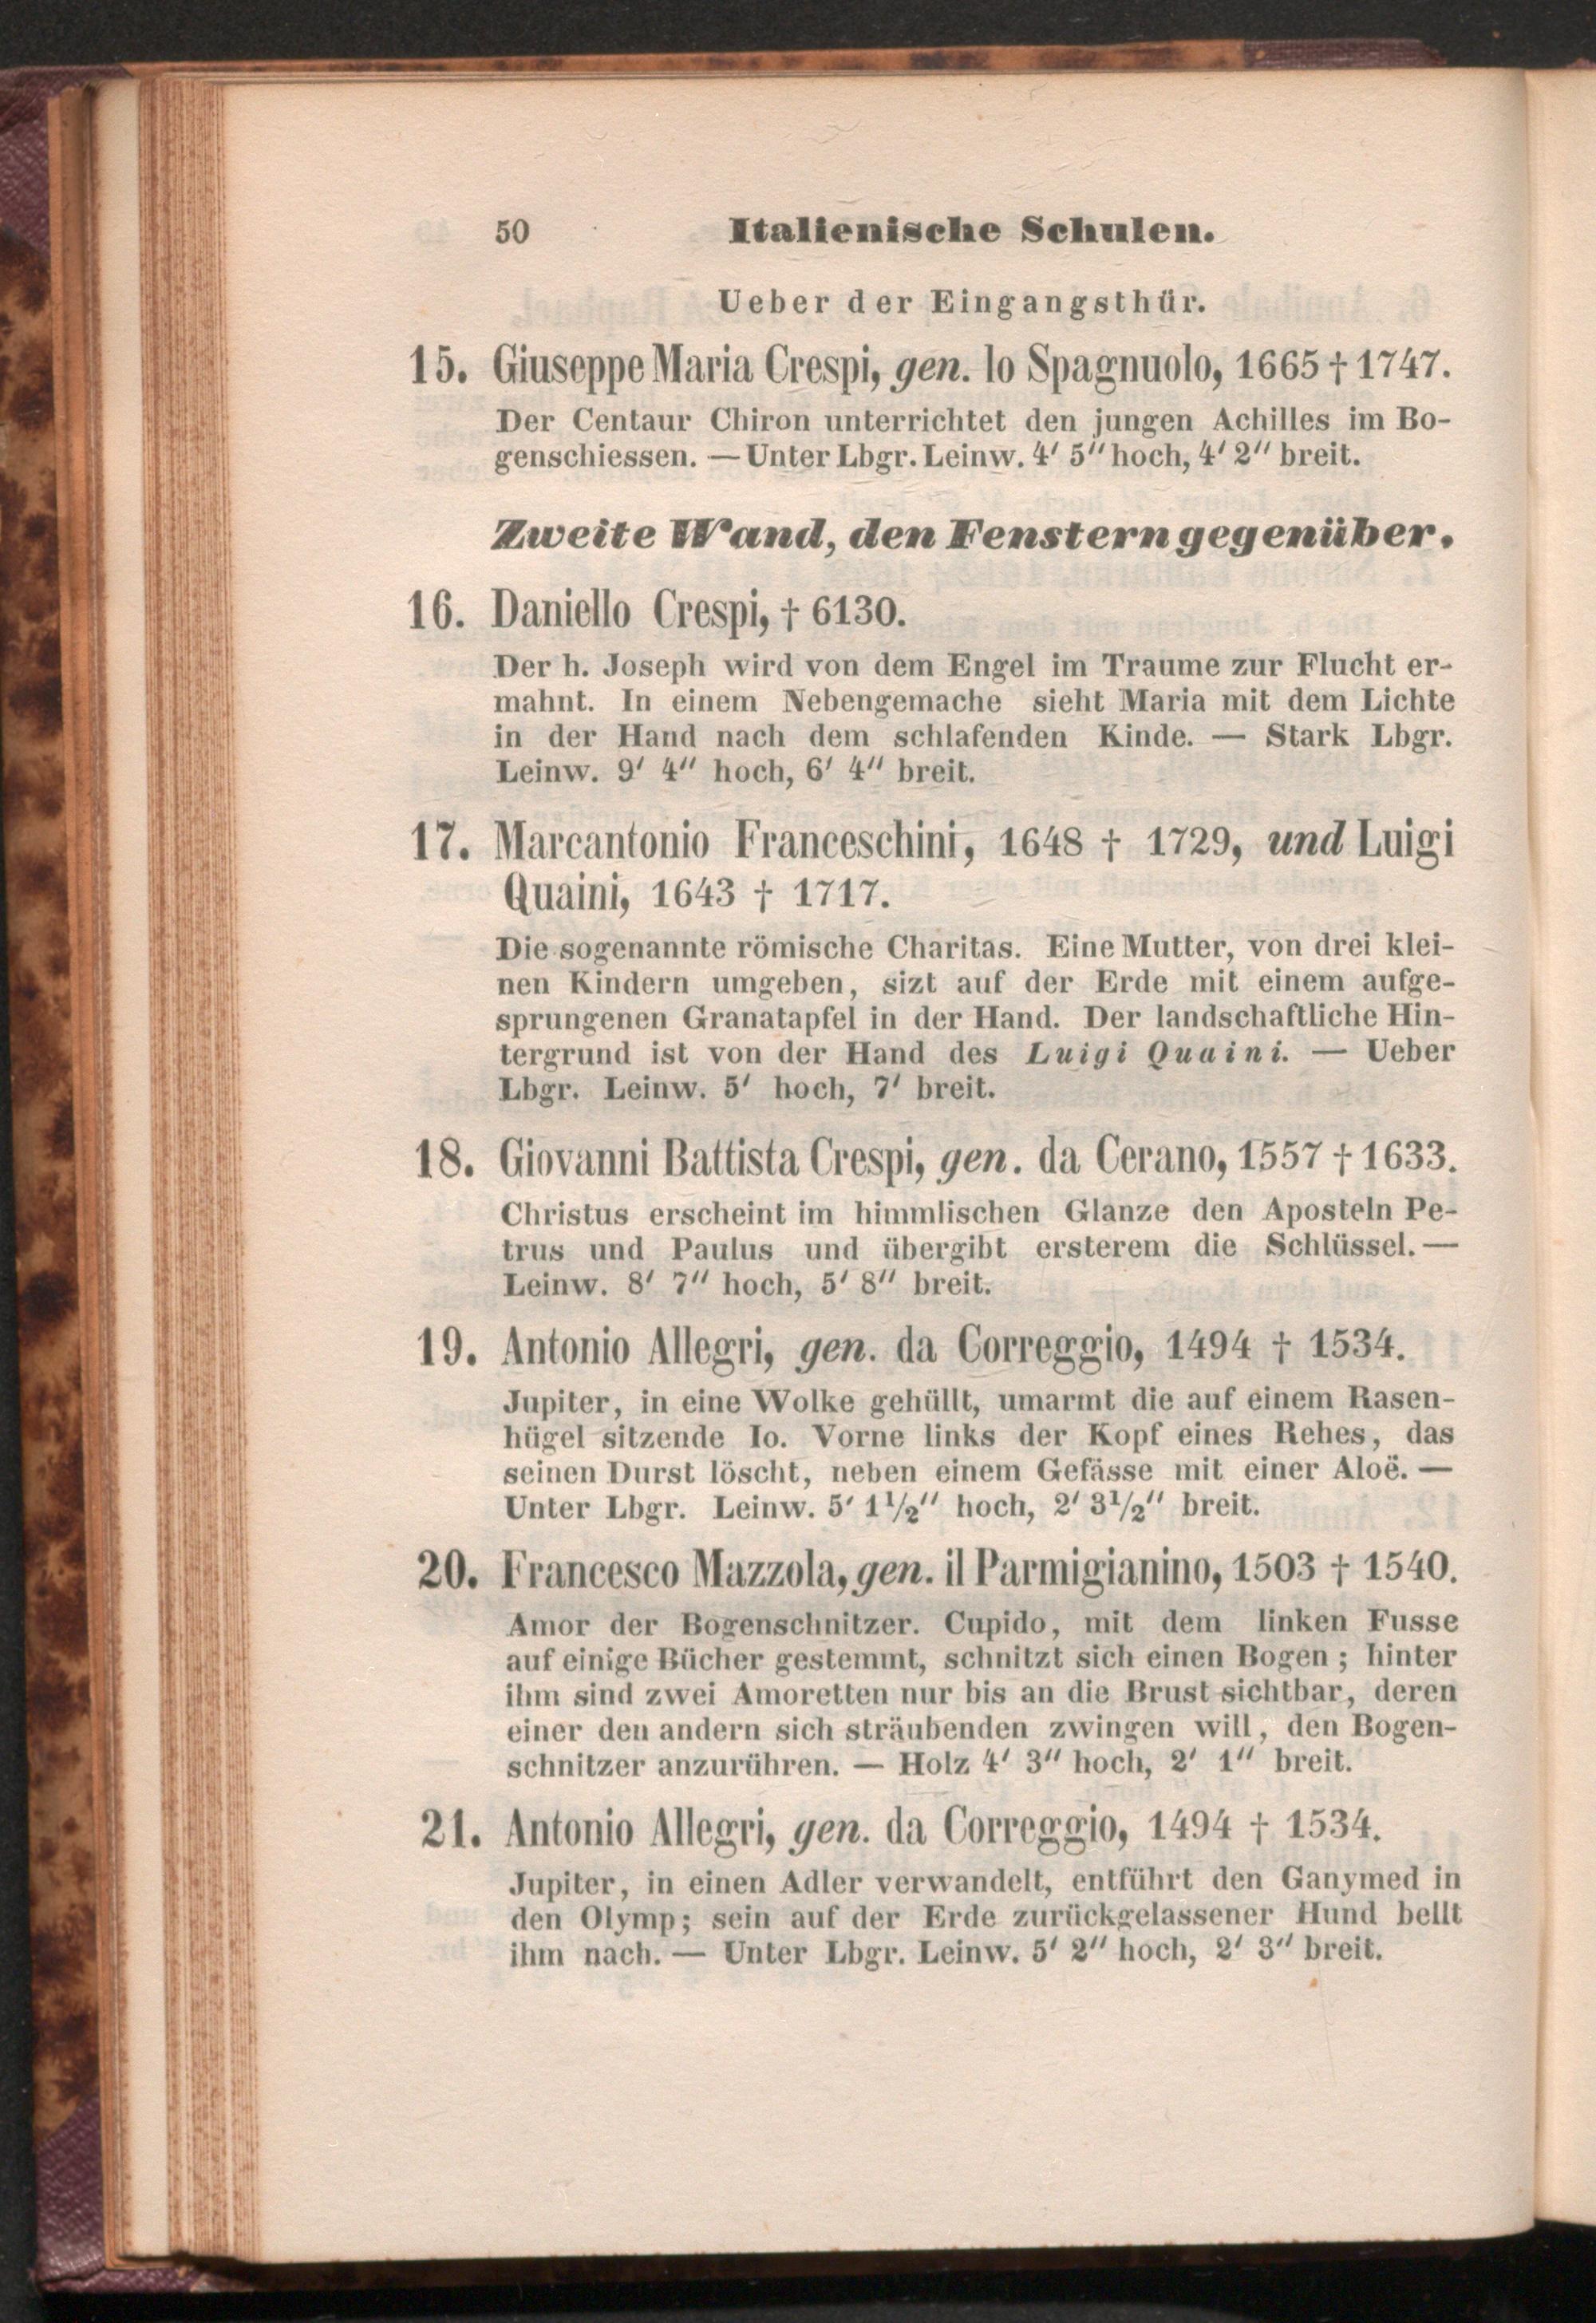 50 Italienische Schulen.
Ueber der Eingangsthür.
15. Giuseppe Maria Crespi, gen. lo Spagnuolo, 1665 † 1747.
Der Centaur Chiron unterrichtet den jungen Achilles im Bo-
genschiessen. — Unter Lbgr. Leinw. 4′ 5″ hoch, 4′ 2″ breit.
Zweite Wand, den Fenstern gegenüber.
16. Daniello Crespi, † 6130.
Der h. Joseph wird von dem Engel im Traume zur Flucht er-
mahnt. In einem Nebengemache sieht Maria mit dem Lichte
in der Hand nach dem schlafenden Kinde. — Stark Lbgr.
Leinw. 9′ 4″ hoch, 6′ 4″ breit.
17. Marcantonio Franceschini, 1648 † 1729, und Luigi
Quaini, 1643 † 1717.
Die sogenannte römische Charitas. Eine Mutter, von drei klei-
nen Kindern umgeben, sizt auf der Erde mit einem aufge-
sprungenen Granatapfel in der Hand. Der landschaftliche Hin-
tergrund ist von der Hand des Luigi Quaini. — Ueber
Lbgr. Leinw. 5′ hoch, 7′ breit.
18. Giovanni Battista Crespi, gen. da Cerano, 1557 † 1633.
Christus erscheint im himmlischen Glanze den Aposteln Pe-
trus und Paulus und übergibt ersterem die Schlüssel. —
Leinw. 8′ 7″ hoch, 5′ 8″ breit.
19. Antonio Allegri, gen. da Correggio, 1494 † 1534.
Jupiter, in eine Wolke gehüllt, umarmt die auf einem Rasen-
hügel sitzende Io. Vorne links der Kopf eines Rehes, das
seinen Durst löscht, neben einem Gefässe mit einer Aloë. —
Unter Lbgr. Leinw. 5′ 1½″ hoch, 2′ 3½″ breit.
20. Francesco Mazzola, gen. il Parmigianino, 1503 † 1540.
Amor der Bogenschnitzer. Cupido, mit dem linken Fusse
auf einige Bücher gestemmt, schnitzt sich einen Bogen ; hinter
ihm sind zwei Amoretten nur bis an die Brust sichtbar, deren
einer den andern sich sträubenden zwingen will, den Bogen-
schnitzer anzurühren. — Holz 4′ 3″ hoch, 2′ 1″ breit.
21. Antonio Allegri, gen. da Correggio, 1494 † 1534.
Jupiter, in einen Adler verwandelt, entführt den Ganymed in
den Olymp; sein auf der Erde zurückgelassener Hund bellt
ihm nach. — Unter Lbgr. Leinw. 5′ 2″ hoch, 2′ 3″ breit.